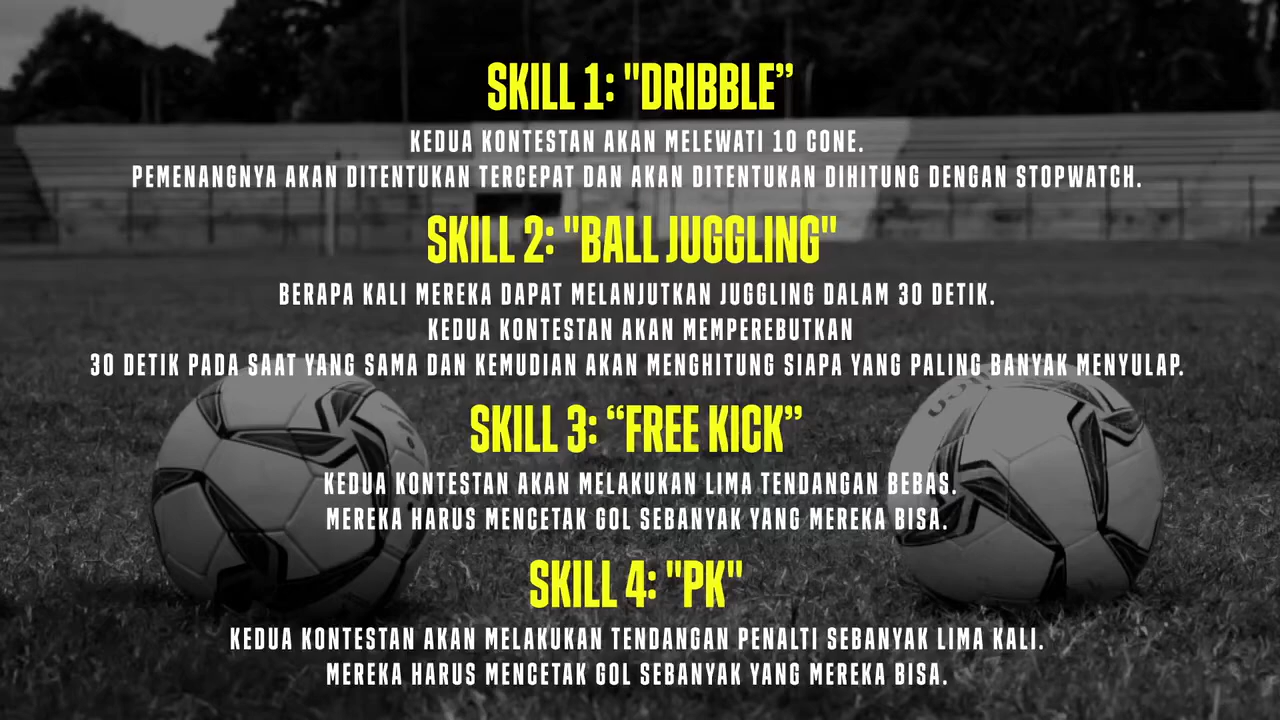 SKILL 1: "DRIBBLE”
KEDUA KONTESTAN AKAN MELEWATI 10 CONE.
PEMENANGNYA AKAN DITENTUKAN TERCEPAT DAN AKAN DITENTUKAN DIHITUNG DENGAN STOPWATCH.
SKILL 2: "BALL JUGGLING"
BERAPA KALI MEREKA DAPAT MELANJUTKAN JUGGLING DALAM 30 DETIK.
KEDUA KONTESTAN AKAN MEMPEREBUTKAN
30 DETIK PADA SAAT YANG SAMA DAN KEMUDIAN AKAN MENGHITUNG SIAPA YANG PALING BANYAK MENYULAP.
SKILL 3: “FREE KICK”
KEDUA KONTESTAN AKAN MELAKUKAN LIMA TENDANGAN BEBAS.
MEREKA HARUS MENCETAK GOL SEBANYAK YANG MEREKA BISA.
SKILL 4: "PK"
KEDUA KONTESTAN AKAN MELAKUKAN TENDANGAN PENALTI SEBANYAK LIMA KALI.
MEREKA HARUS MENCETAK GOL SEBANYAK YANG MEREKA BISA.